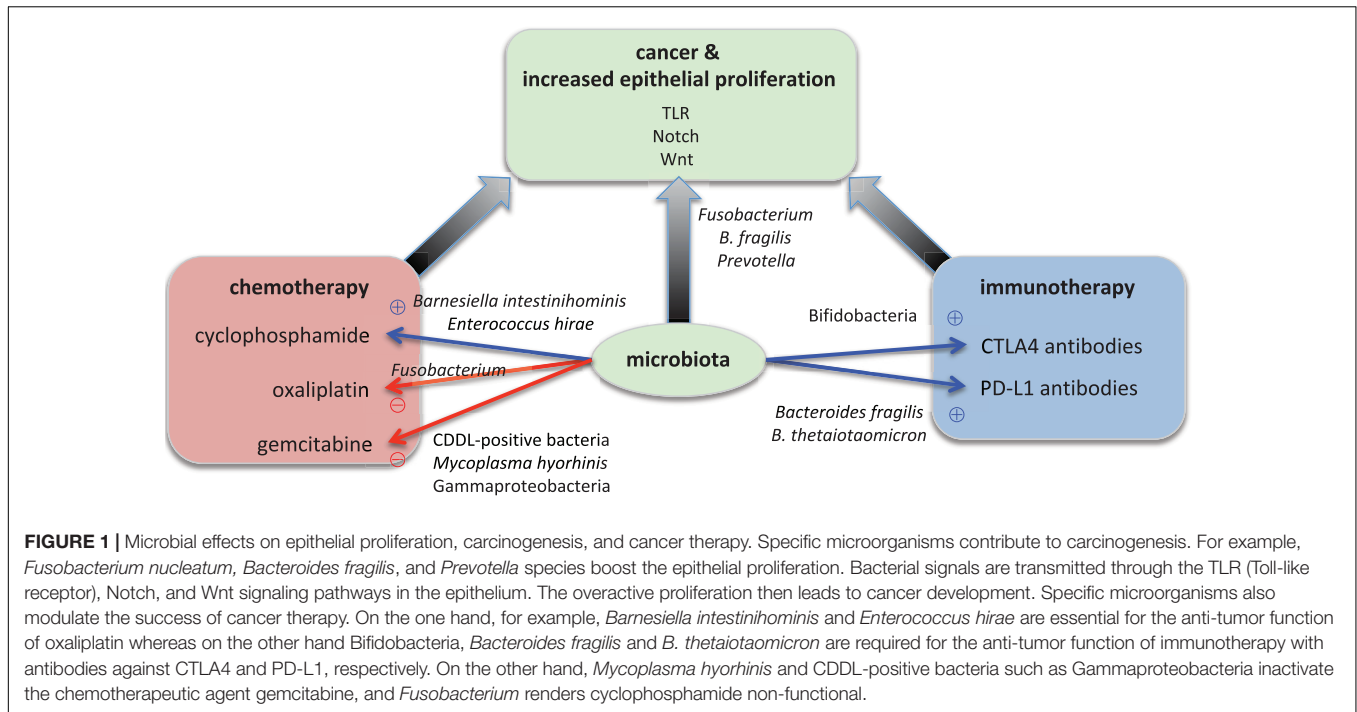 cancer &
increased epithelial proliferation
TLR
Notch
Wnt
Fusobacterium
B. fragilis
Prevotella
chemotherapy
⊕
Barnesiella intestinihominis
Enterococcus hirae
cyclophosphamide
Fusobacterium
oxaliplatin
⊖
gemcitabine
⊖
CDDL-positive bacteria
Mycoplasma hyorhinis
Gammaproteobacteria
microbiota
immunotherapy
Bifidobacteria
⊕
CTLA4 antibodies
PD-L1 antibodies
Bacteroides fragilis
⊕
B. thetaiotaomicron
FIGURE 1 | Microbial effects on epithelial proliferation, carcinogenesis, and cancer therapy. Specific microorganisms contribute to carcinogenesis. For example,
Fusobacterium nucleatum, Bacteroides fragilis, and Prevotella species boost the epithelial proliferation. Bacterial signals are transmitted through the TLR (Toll-like
receptor), Notch, and Wnt signaling pathways in the epithelium. The overactive proliferation then leads to cancer development. Specific microorganisms also
modulate the success of cancer therapy. On the one hand, for example, Barnesiella intestinihominis and Enterococcus hirae are essential for the anti-tumor function
of oxaliplatin whereas on the other hand Bifidobacteria, Bacteroides fragilis and B. thetaiotaomicron are required for the anti-tumor function of immunotherapy with
antibodies against CTLA4 and PD-L1, respectively. On the other hand, Mycoplasma hyorhinis and CDDL-positive bacteria such as Gammaproteobacteria inactivate
the chemotherapeutic agent gemcitabine, and Fusobacterium renders cyclophosphamide non-functional.